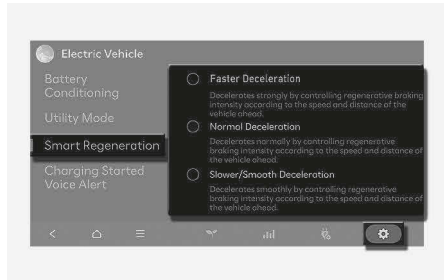 Electric Vehicle
Battery
Conditioning
Utility Mode
Smart Regeneration
Charging Started
Voice Alert
Faster Deceleration
Decelerates strongly by controlling regenerative braking
intensity according to the speed and distance of the
vehicle ahead.
Normal Deceleration
Decelerates normally by controlling regenerative
braking intensity according to the speed and distance of
the vehicle ahead.
Slower/Smooth Deceleration
Decelerates smoothly by controlling regenerative
braking intensity according to the speed and distance of
the vehicle ahead.